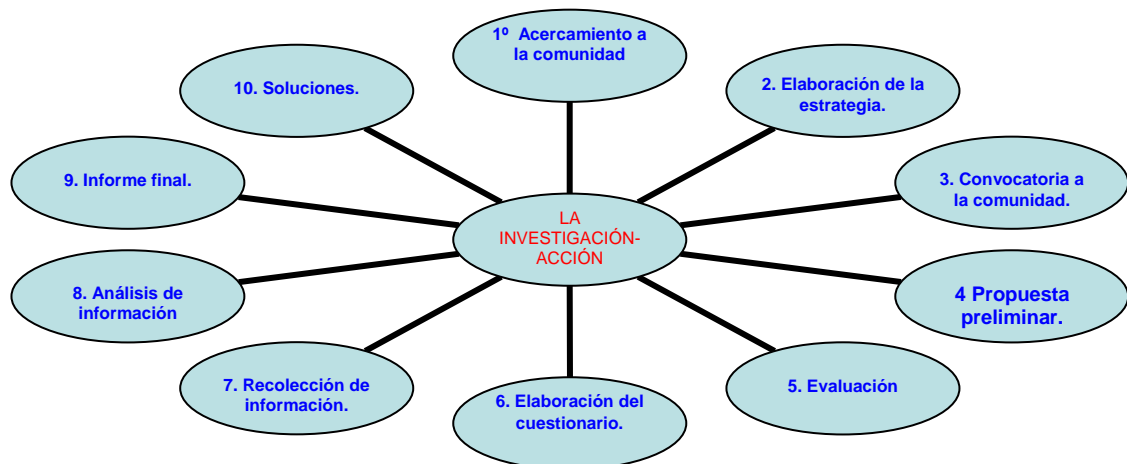 1º Acercamiento a
la comunidad
2. Elaboración de la
estrategia.
3. Convocatoria a
la comunidad.
4 Propuesta
preliminar.
5. Evaluación
6. Elaboración del
cuestionario.
7. Recolección de
información.
8. Análisis de
información
9. Informe final.
10. Soluciones.
LA
INVESTIGACIÓN-
ACCIÓN